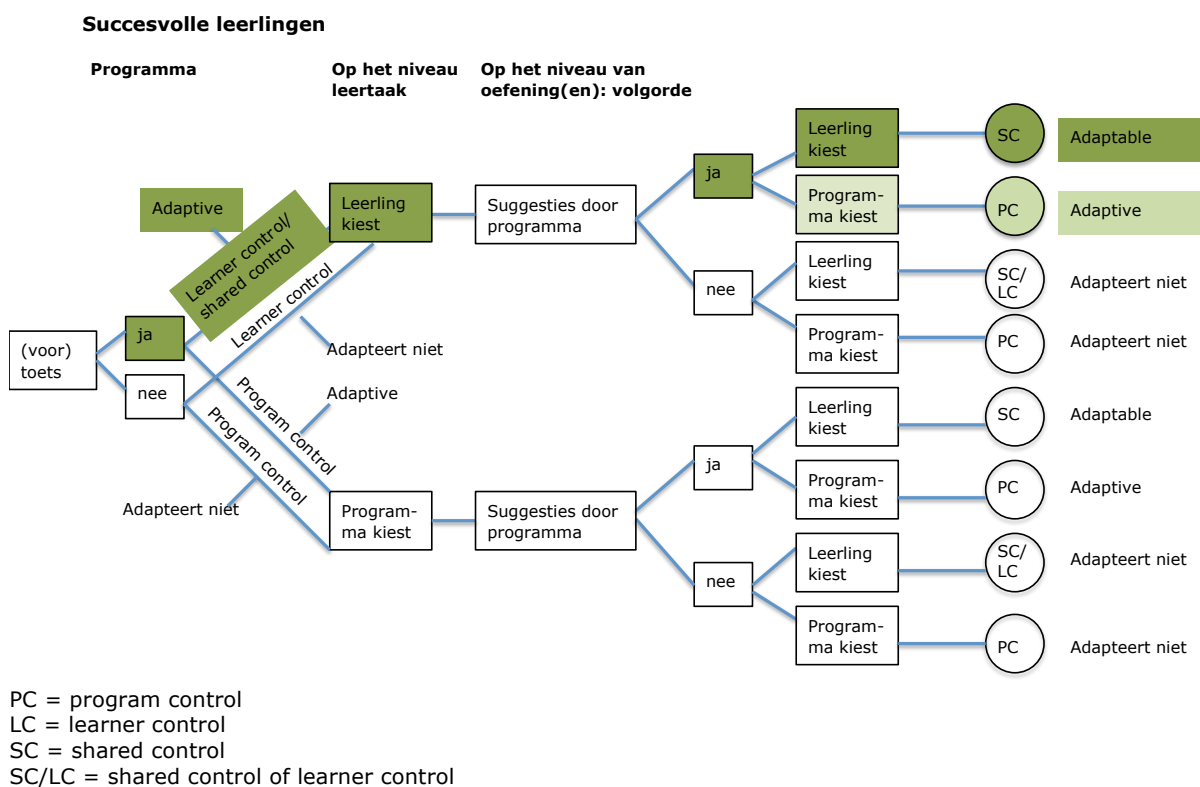 Succesvolle leerlingen
Programma
Op het niveau
leertaak
Op het niveau van
oefening(en): volgorde
(voor)
toets
ja
nee
Adaptive
Learner control/
shared control
Learner control
Adapteert niet
Program control
Adaptive
Program control
Adapteert niet
Leerling
kiest
Suggesties door
programma
ja
Leerling
kiest
SC
Adaptable
Program-
ma kiest
PC
Adaptive
nee
Leerling
kiest
SC/
LC
Adapteert niet
Program-
ma kiest
PC
Adapteert niet
Program-
ma kiest
Suggesties door
programma
ja
Leerling
kiest
SC
Adaptable
Program-
ma kiest
PC
Adaptive
nee
Leerling
kiest
SC/
LC
Adapteert niet
Program-
ma kiest
PC
Adapteert niet
PC = program control
LC = learner control
SC = shared control
SC/LC = shared control of learner control